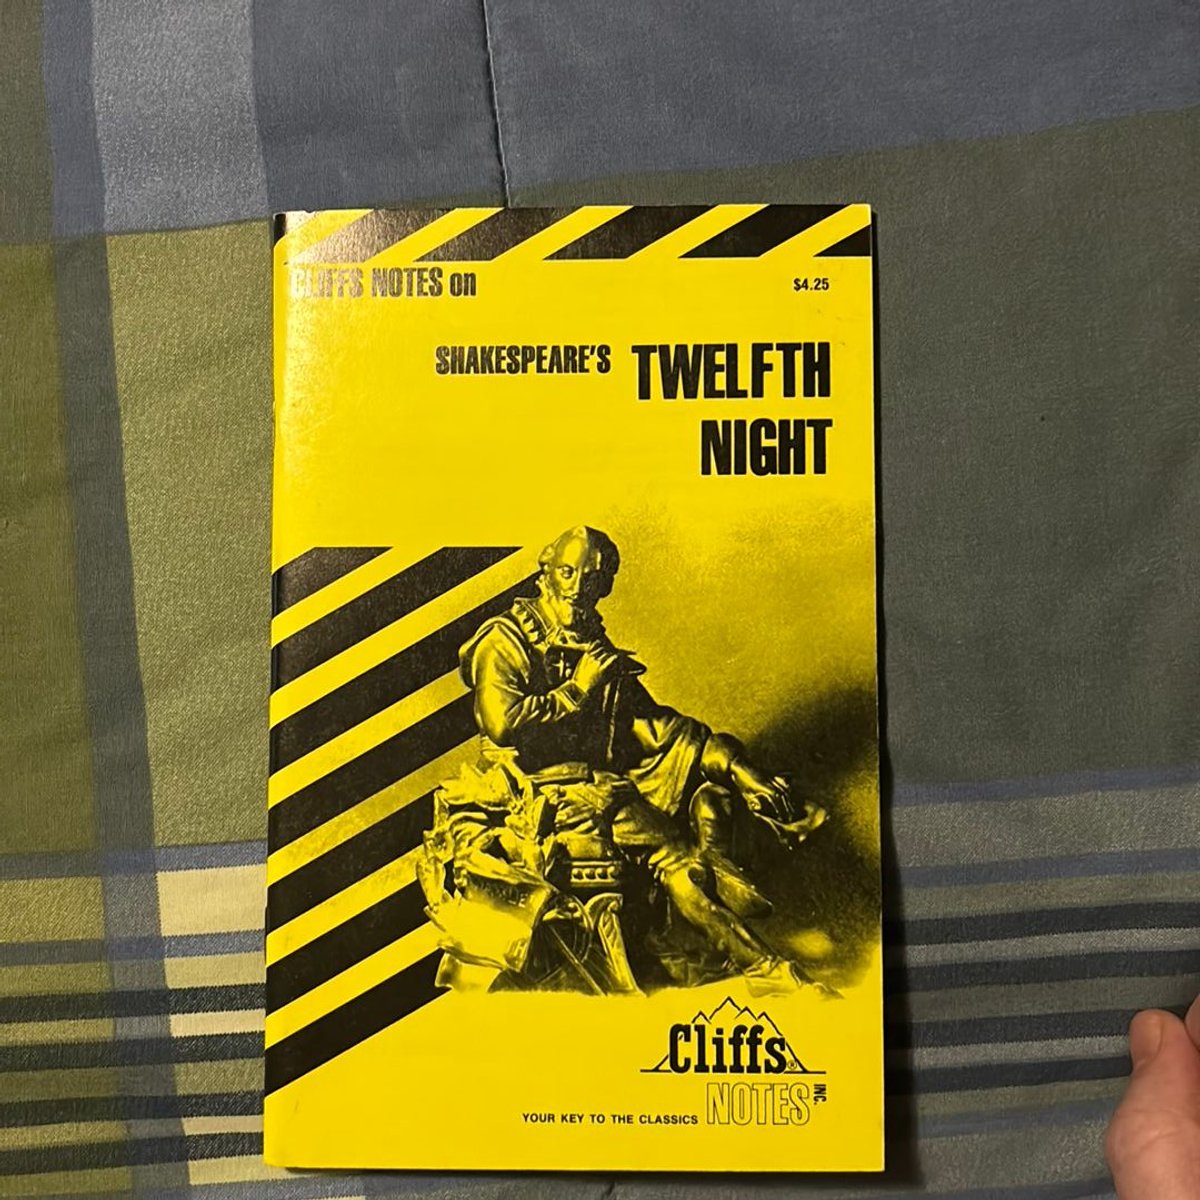 CLIFFS NOTES on
$4.25
SHAKESPEARE'S TWELFTH
NIGHT
Cliffs®
NOTES INC.
YOUR KEY TO THE CLASSICS